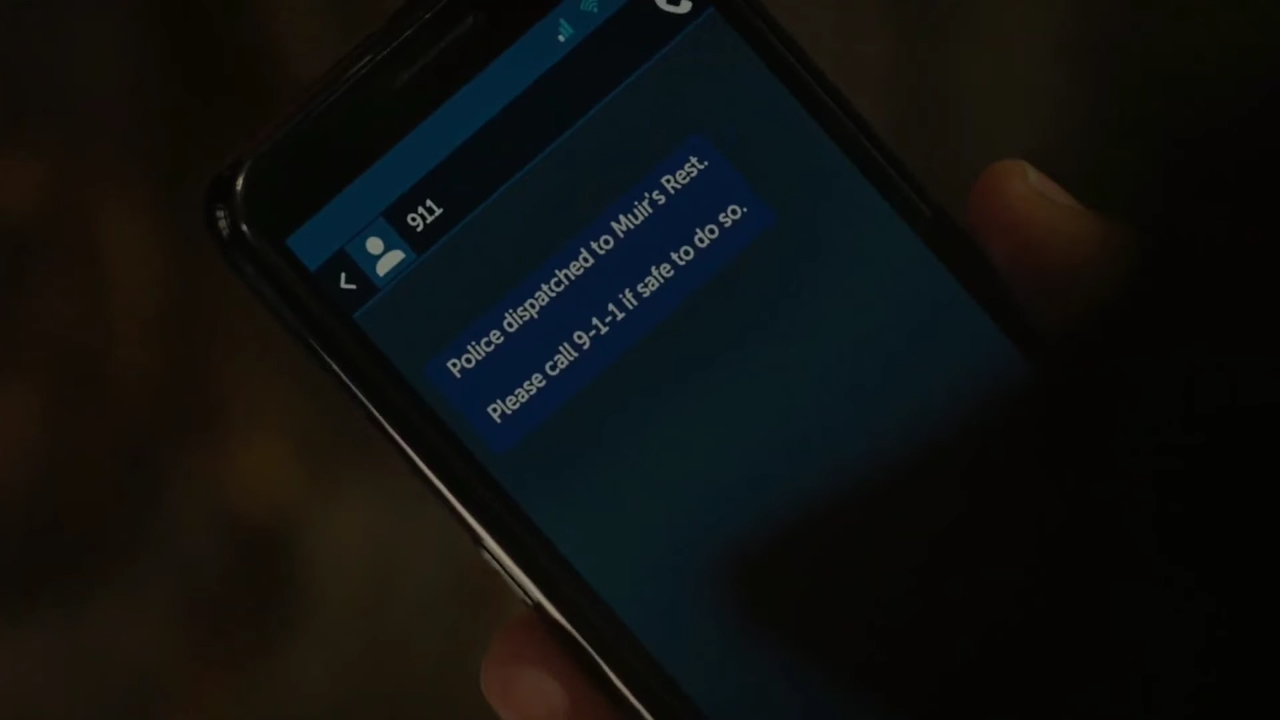 911
Police dispatched to Muir's Rest.
Please call 9-1-1 if safe to do so.